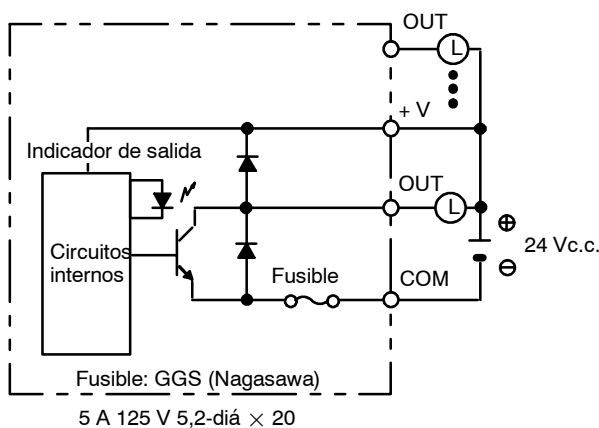 OUT
L
+ V
Indicador de salida
OUT
L
Circuitos
internos
24 Vc.c.
Fusible
COM
Fusible: GGS (Nagasawa)
5 A 125 V 5,2-diá × 20